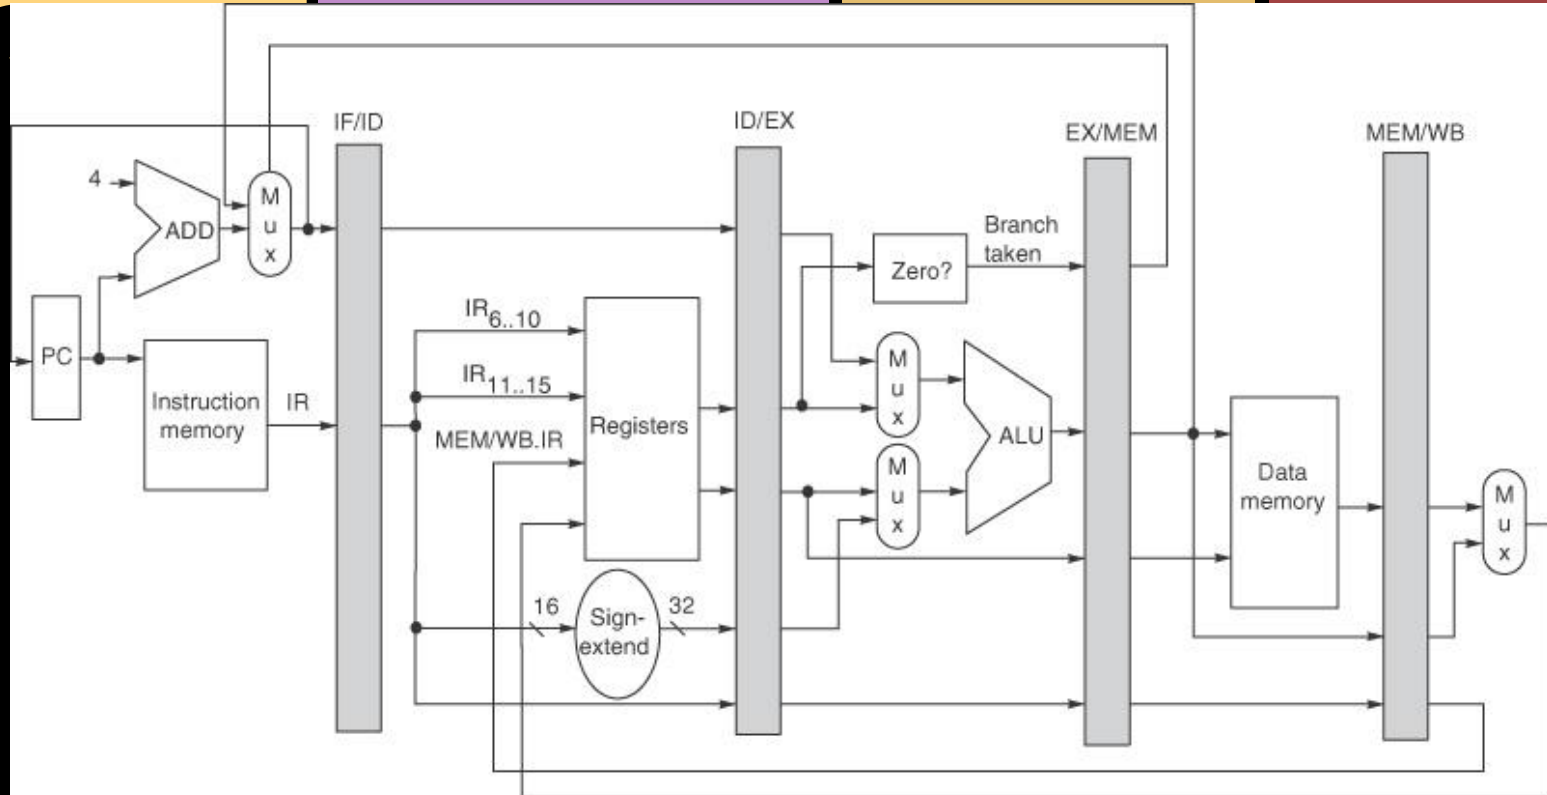 IF/ID
ID/EX
EX/MEM
MEM/WB
4
ADD
M
u
x
Branch
taken
Zero?
IR6..10
PC
M
u
x
IR11..15
Instruction
memory
IR
Registers
ALU
MEM/WB.IR
M
u
x
Data
memory
M
u
x
16
Sign-
extend
32